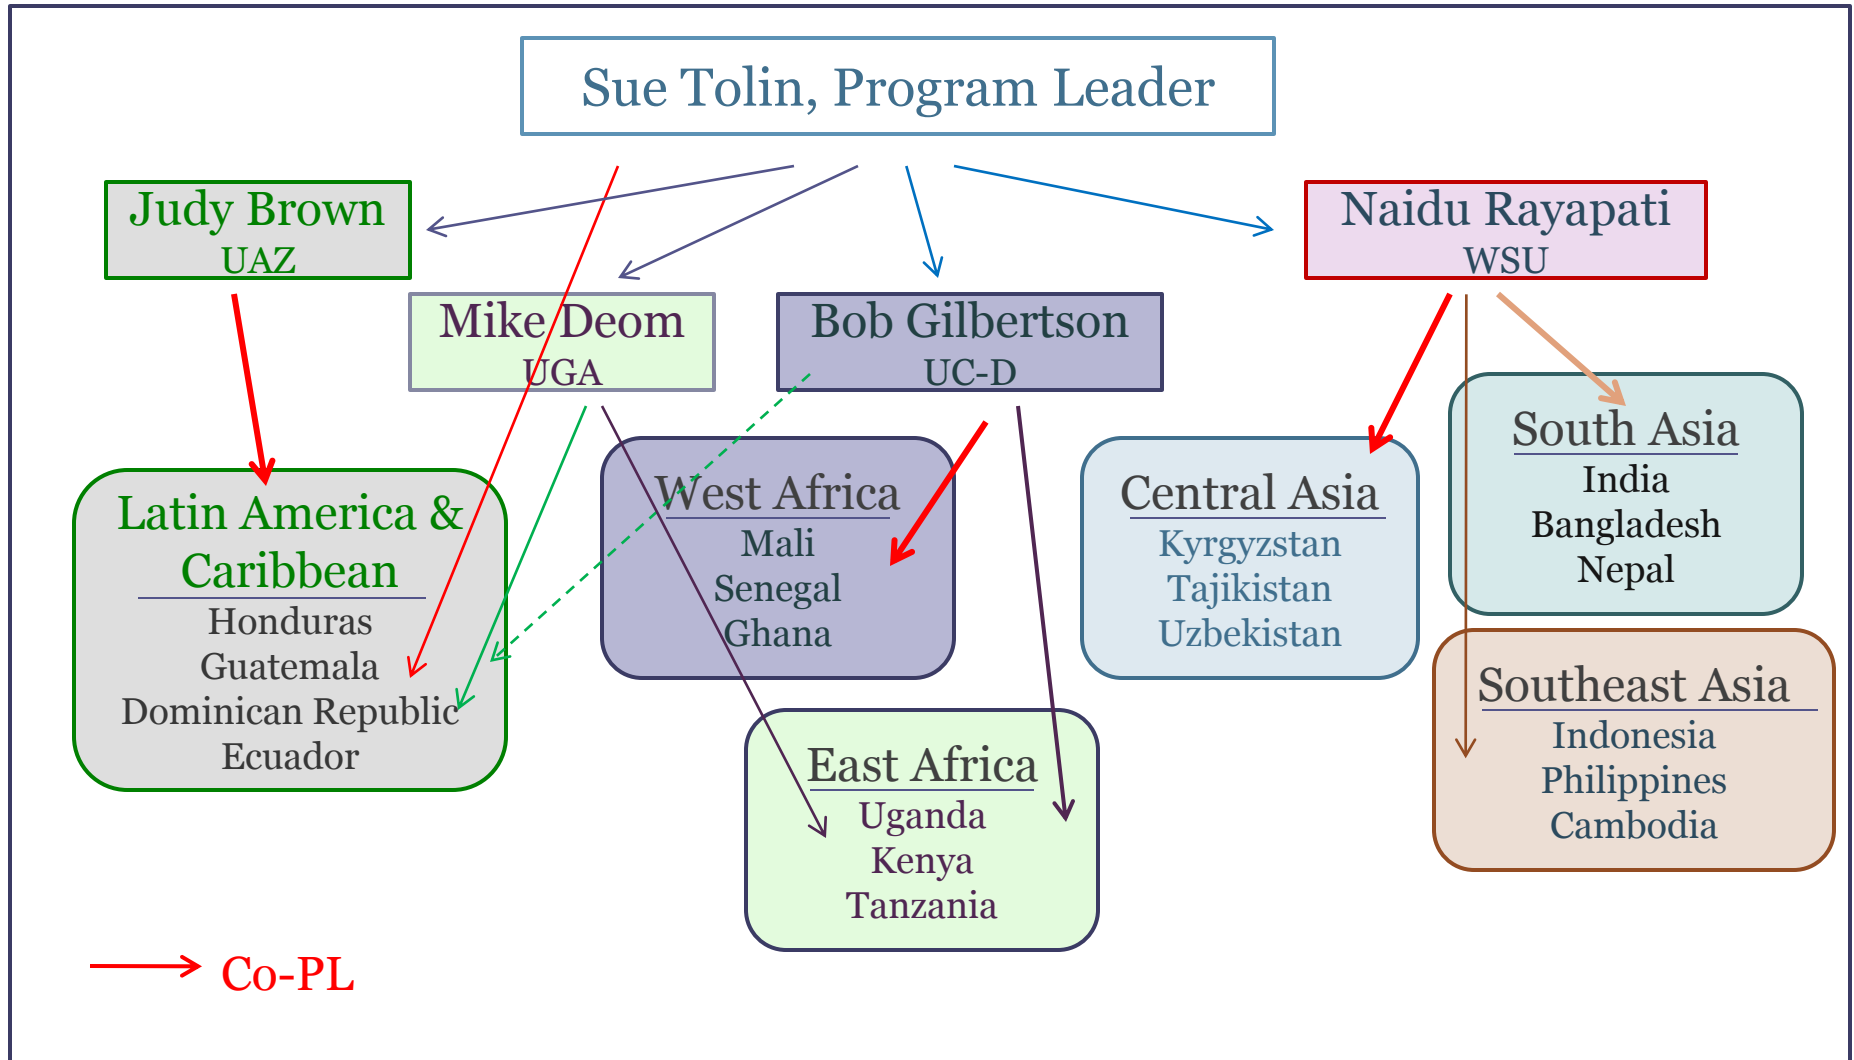 Sue Tolin, Program Leader
Judy Brown
UAZ
Naidu Rayapati
WSU
Mike Deom
UGA
Bob Gilbertson
UC-D
Latin America &
Caribbean
Honduras
Guatemala
Dominican Republic
Ecuador
West Africa
Mali
Senegal
Ghana
East Africa
Uganda
Kenya
Tanzania
Central Asia
Kyrgyzstan
Tajikistan
Uzbekistan
South Asia
India
Bangladesh
Nepal
Southeast Asia
Indonesia
Philippines
Cambodia
Co-PL